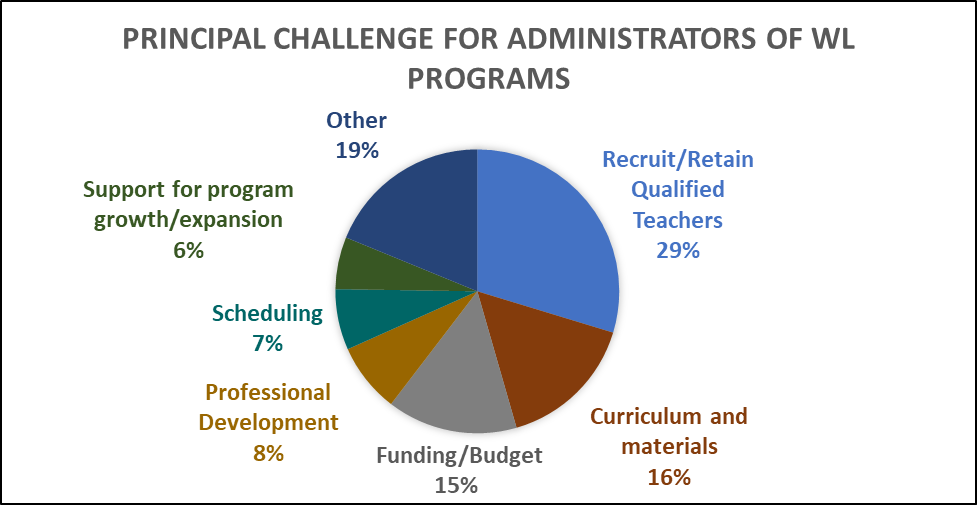 PRINCIPAL CHALLENGE FOR ADMINISTRATORS OF WL
PROGRAMS
Recruit/Retain
Qualified
Teachers
29%
Curriculum and
materials
16%
Funding/Budget
15%
Professional
Development
8%
Scheduling
7%
Support for program
growth/expansion
6%
Other
19%